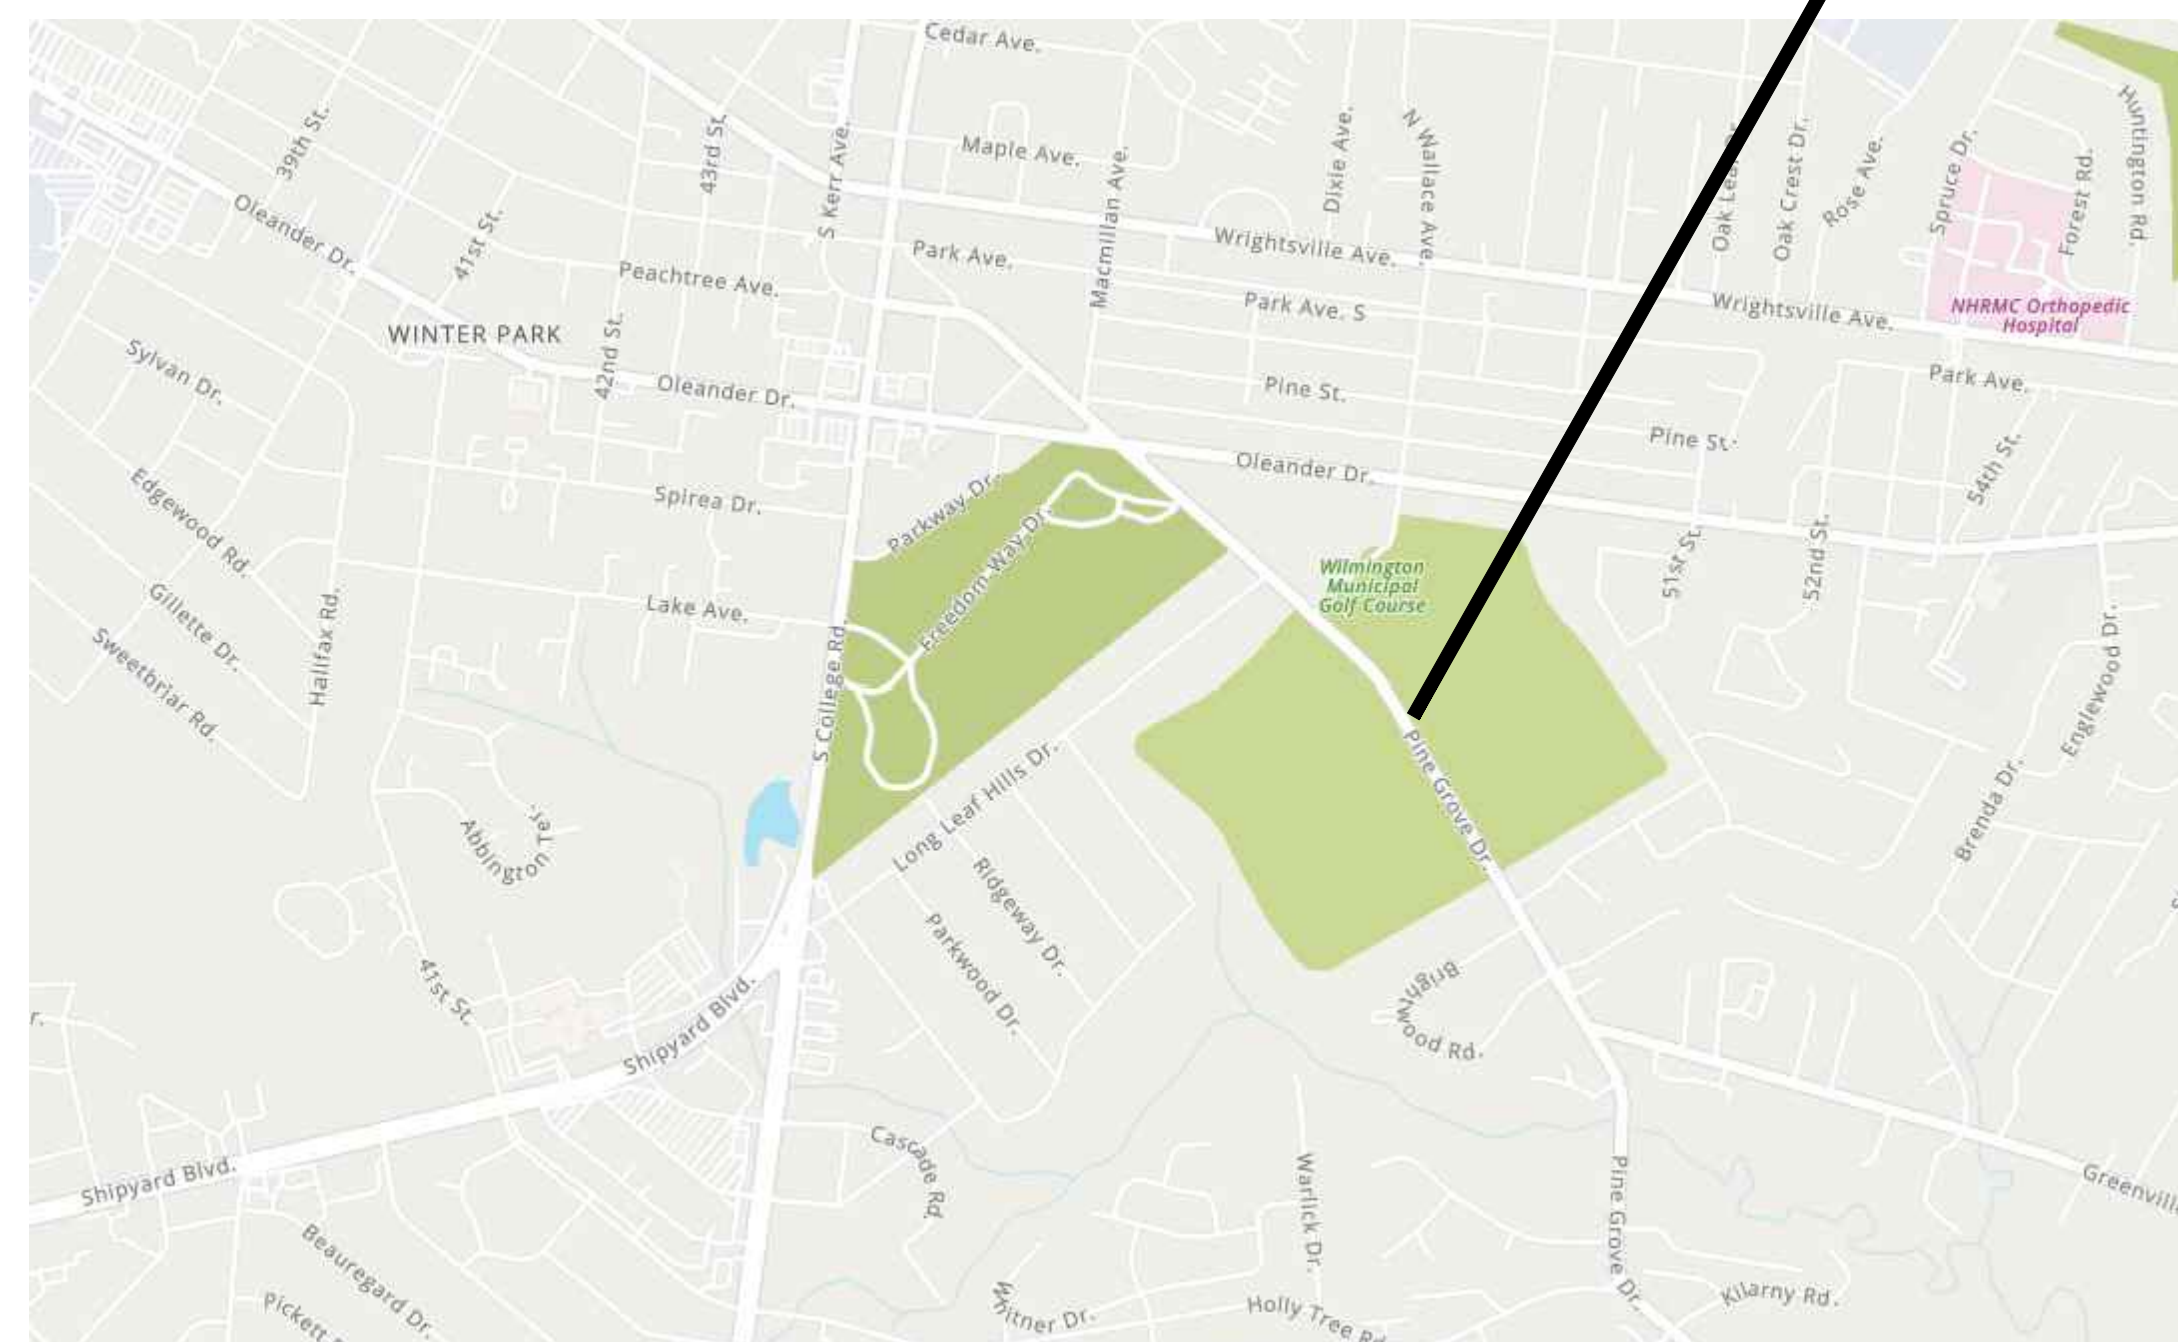 Cedar Ave.
39th St.
43rd St.
S Kerr Ave.
Maple Ave.
Macmillan Ave.
Dixie Ave.
N Wallace Ave.
Oak Crest Dr.
Rose Ave.
Spruce Dr.
Forest Rd.
Huntington Rd.
Oleander Dr.
41st St.
Peachtree Ave.
Park Ave.
Wrightsville Ave.
Park Ave. S
Wrightsville Ave.
NHRMC Orthopedic
Hospital
WINTER PARK
42nd St.
Sylvan Dr.
Oleander Dr.
Pine St.
Park Ave.
Pine St.
Oleander Dr.
54th St.
Edgewood Rd.
Spirea Dr.
Parkway Dr.
Freedom Way Dr.
Wilmington
Municipal
Golf Course
51st St.
52nd St.
Gillette Dr.
Lake Ave.
Sweetbriar Rd.
Halifax Rd.
S College Rd.
Englewood Dr.
Long Leaf Hills Dr.
Pine Grove Dr.
Brenda Dr.
Abbington Ter.
Ridgeway Dr.
Parkwood Dr.
41st St.
Shipyard Blvd.
Brightwood Rd.
r.
Shipyard Blvd.
Cascade Rd.
Warlick Dr.
Pine Grove Dr.
Greenville
Beauregard Dr.
Pickett
Whitner Dr.
Holly Tree Rd
Kilarny Rd.